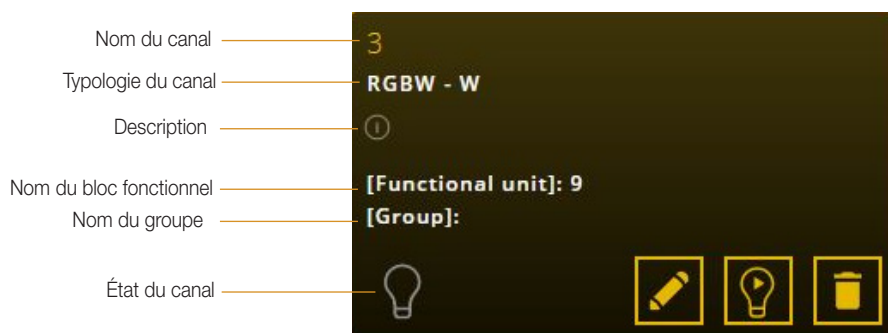 Nom du canal
3
Typologie du canal
RGBW - W
Description
Nom du bloc fonctionnel
[Functional unit]: 9
Nom du groupe
[Group]:
État du canal